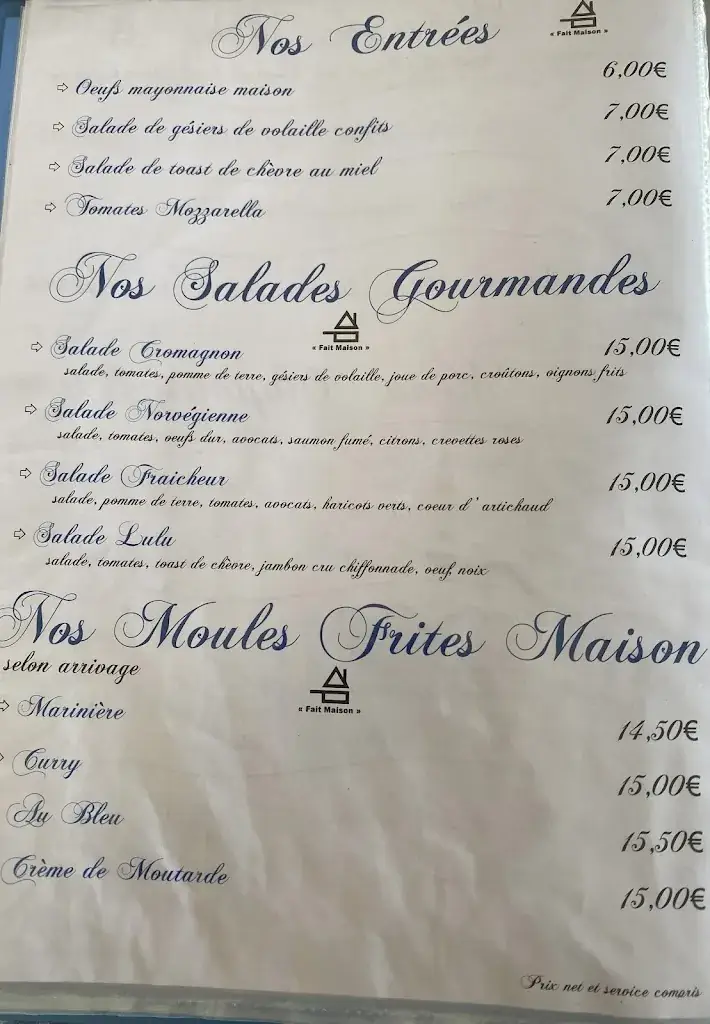 Nos Entrées
« Fait Maison »
⇨ Oeufs mayonnaise maison 6,00€
⇨ Salade de gésiers de volaille confits 7,00€
⇨ Salade de toast de chèvre au miel 7,00€
⇨ Tomates Mozzarella 7,00€
Nos Salades Gourmandes
« Fait Maison »
⇨ Salade Cromagnon 15,00€
salade, tomates, pomme de terre, gésiers de volaille, joue de porc, croûtons, oignons frits
⇨ Salade Norvégienne 15,00€
salade, tomates, oeufs dur, avocats, saumon fumé, citrons, crevettes roses
⇨ Salade Fraicheur 15,00€
salade, pomme de terre, tomates, avocats, haricots verts, coeur d'artichaud
⇨ Salade Lulu 15,00€
salade, tomates, toast de chèvre, jambon cru chiffonnade, oeuf, noix
Nos Moules Frites Maison
selon arrivage
« Fait Maison »
⇨ Marinière 14,50€
Curry 15,00€
Au Bleu 15,50€
Crème de Moutarde 15,00€
Prix net et service compris